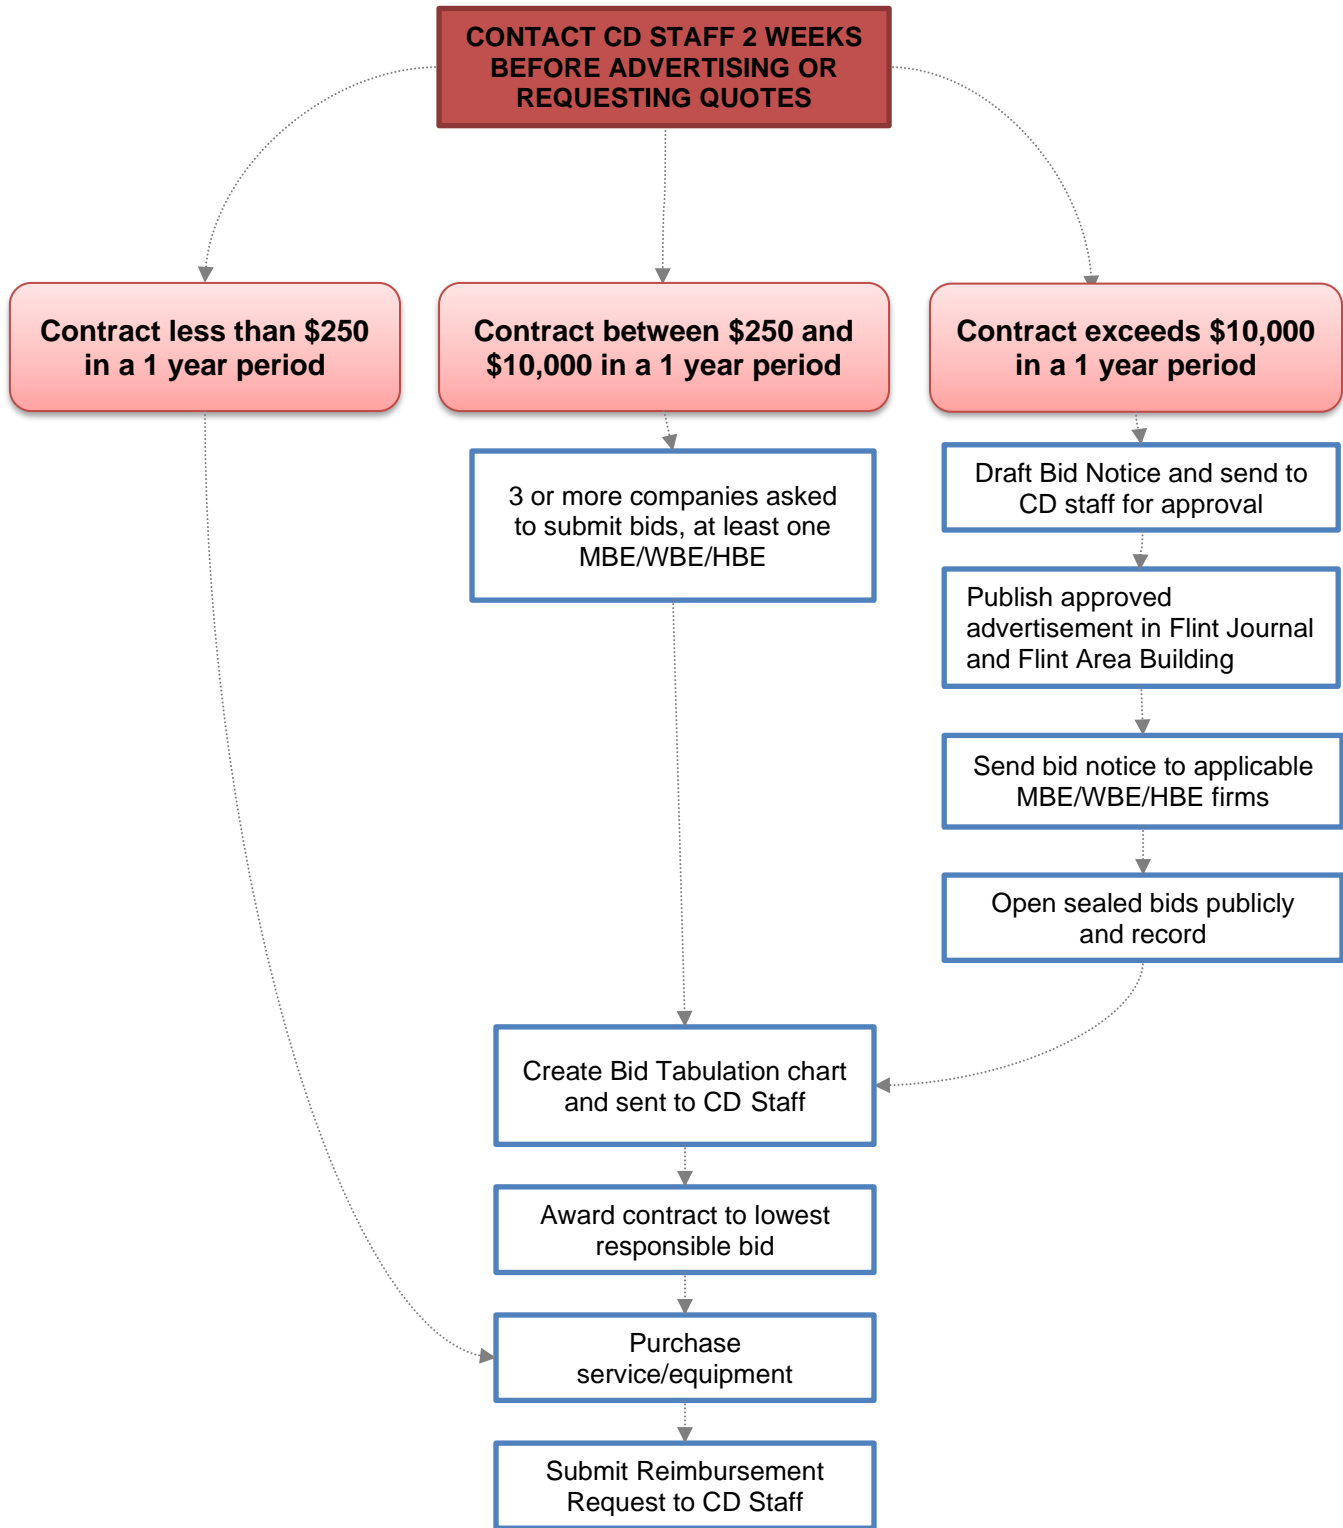 CONTACT CD STAFF 2 WEEKS
BEFORE ADVERTISING OR
REQUESTING QUOTES
Contract less than $250
in a 1 year period
Contract between $250 and
$10,000 in a 1 year period
Contract exceeds $10,000
in a 1 year period
3 or more companies asked
to submit bids, at least one
MBE/WBE/HBE
Draft Bid Notice and send to
CD staff for approval
Publish approved
advertisement in Flint Journal
and Flint Area Building
Send bid notice to applicable
MBE/WBE/HBE firms
Open sealed bids publicly
and record
Create Bid Tabulation chart
and sent to CD Staff
Award contract to lowest
responsible bid
Purchase
service/equipment
Submit Reimbursement
Request to CD Staff